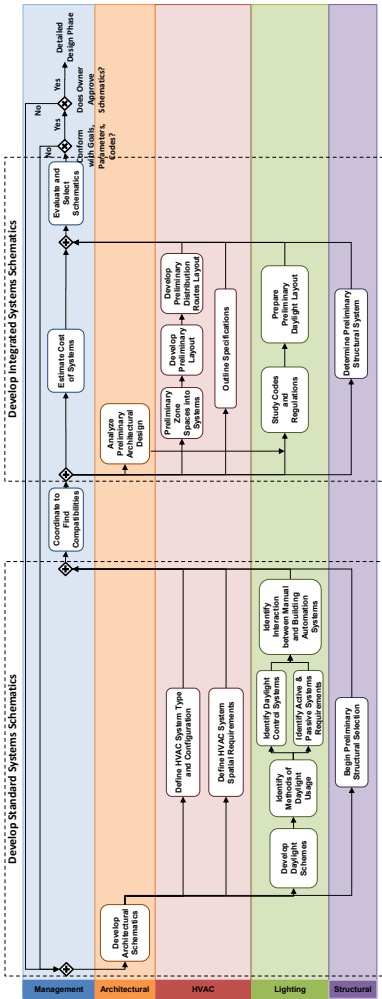 Develop Standard Systems Schematics
Develop Integrated Systems Schematics
Management
Coordinate to
Find
Compatibilities
Estimate Cost
of Systems
Evaluate and
Select
Schematics
Conform
with Goals,
Parameters,
Codes?
No
Yes
Does Owner
Approve
Schematics?
No
Yes
Detailed
Design Phase
Architectural
Develop
Architectural
Schematics
Analyze
Preliminary
Architectural
Design
HVAC
Define HVAC System Type
and Configuration
Define HVAC System
Spatial Requirements
Preliminary
Zone
Spaces into
Systems
Develop
Preliminary
Layout
Develop
Preliminary
Distribution
Routes Layout
Outline Specifications
Lighting
Develop
Daylight
Schemes
Identify
Methods of
Daylight
Usage
Identify Daylight
Control Systems
Identify Active &
Passive Systems
Requirements
Identify
Interaction
between Manual
and Building
Automation
Systems
Study Codes
and
Regulations
Prepare
Preliminary
Daylight Layout
Structural
Begin Preliminary
Structural Selection
Determine Preliminary
Structural System